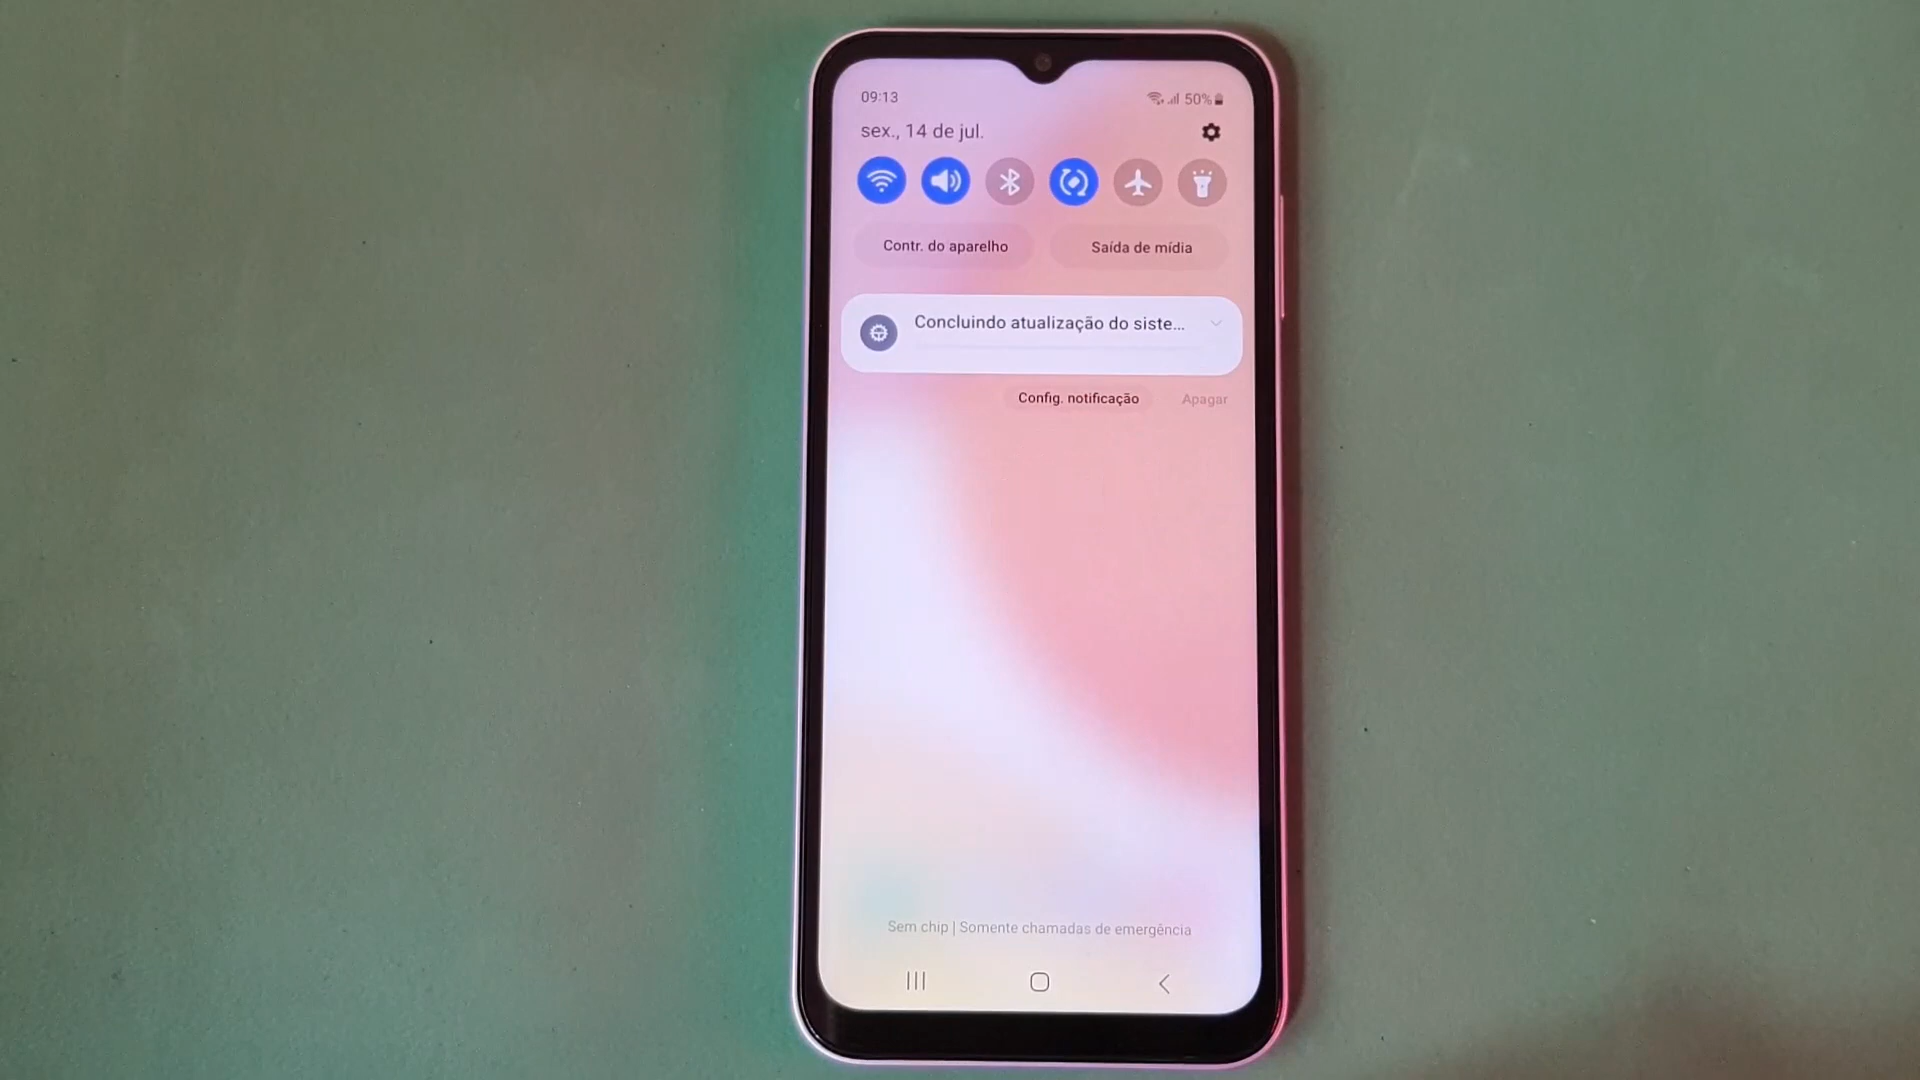 09:13
50%
sex., 14 de jul.
Contr. do aparelho
Saída de mídia
Concluindo atualização do siste...
Config. notificação
Apagar
Sem chip | Somente chamadas de emergência